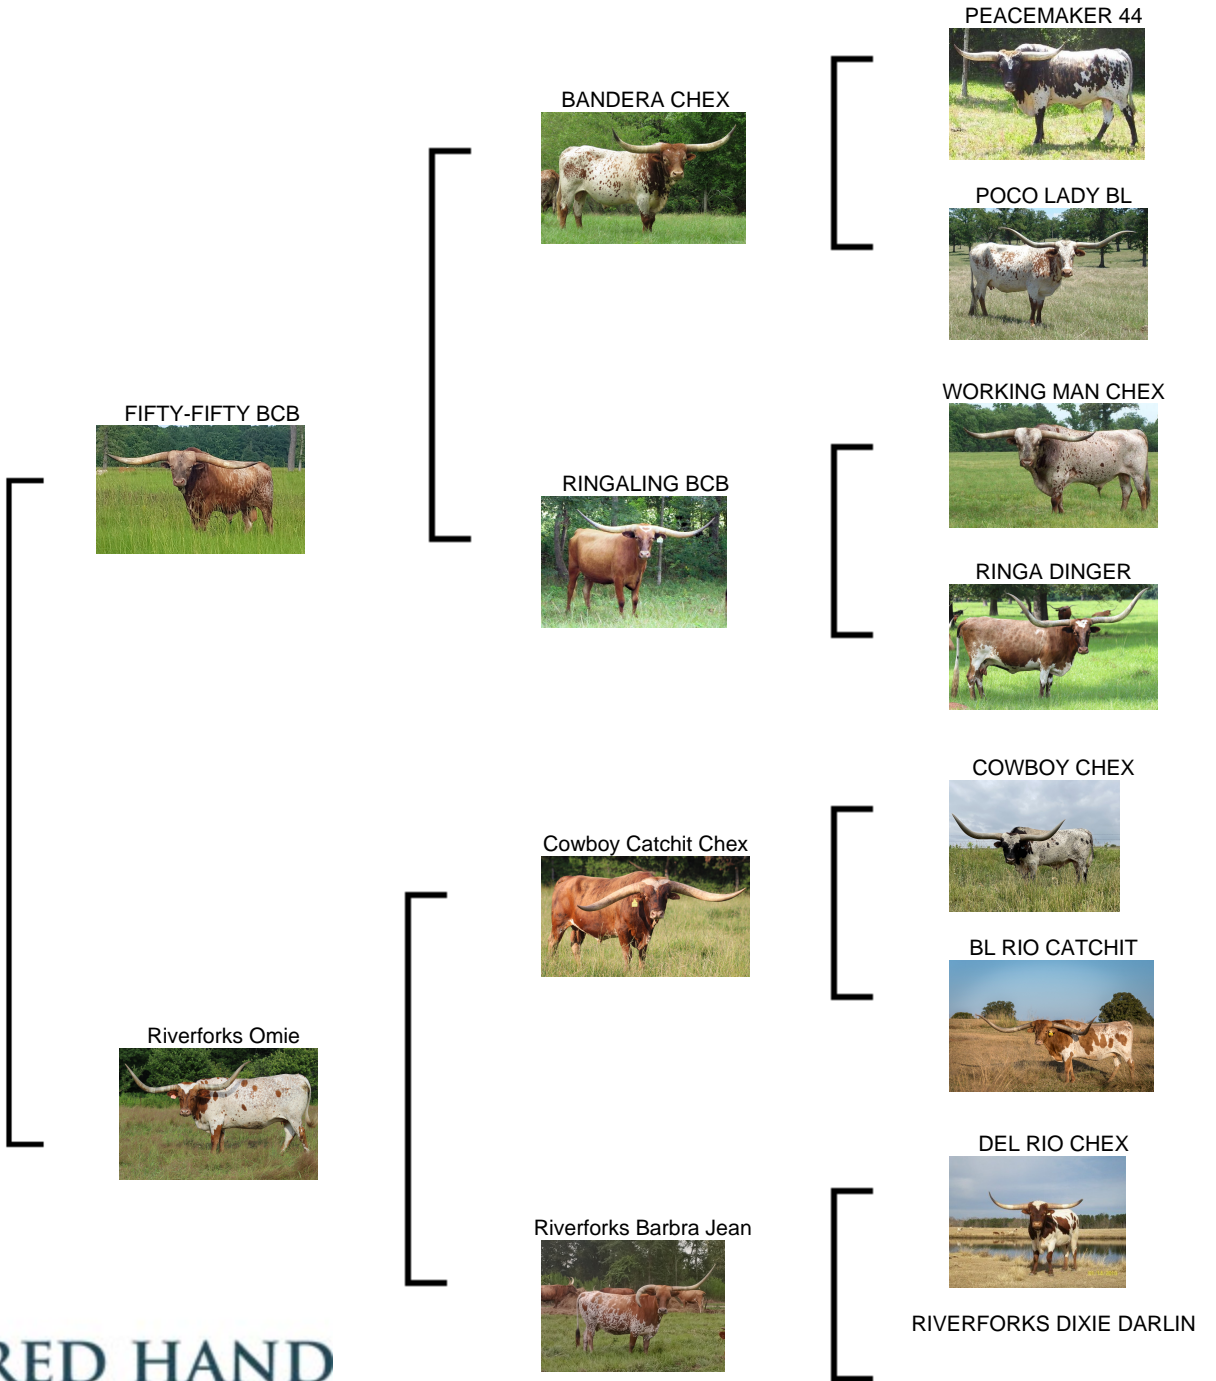 PEACEMAKER 44
BANDERA CHEX
POCO LADY BL
FIFTY-FIFTY BCB
WORKING MAN CHEX
RINGALING BCB
RINGA DINGER
COWBOY CHEX
Cowboy Catchit Chex
BL RIO CATCHIT
Riverforks Omie
DEL RIO CHEX
Riverforks Barbra Jean
RIVERFORKS DIXIE DARLIN
RED HAND